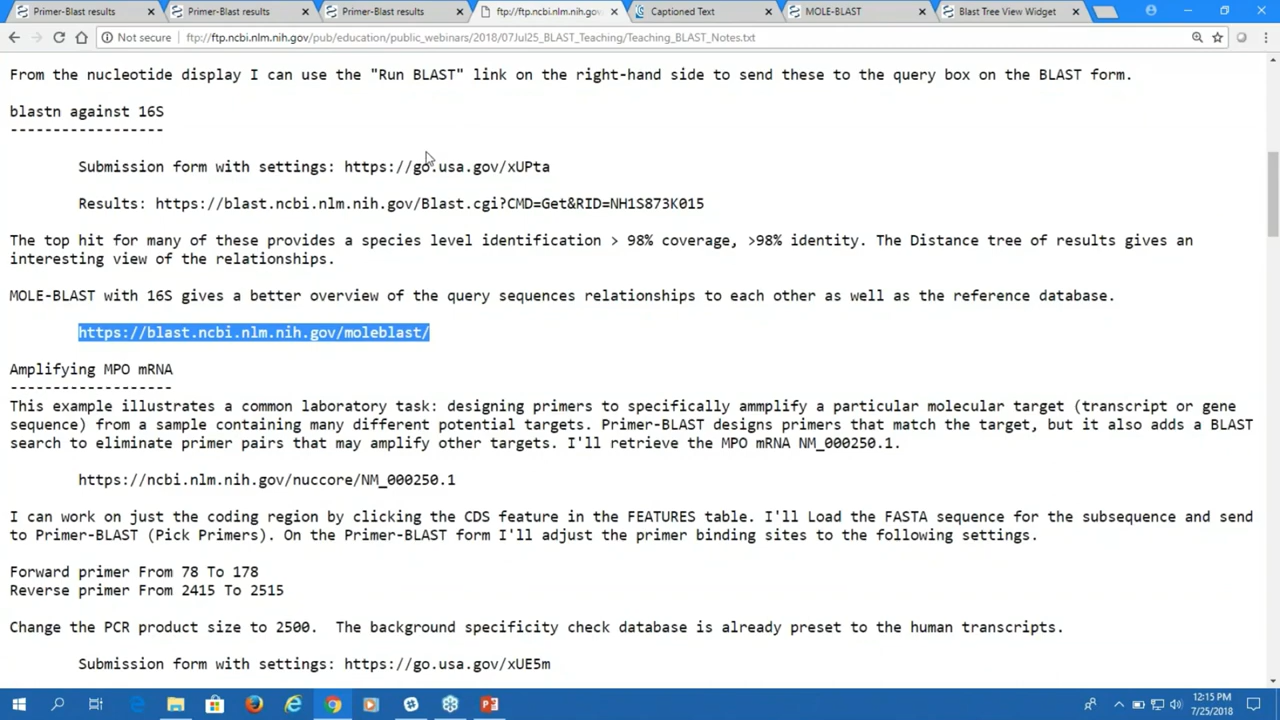 Primer-Blast results
Primer-Blast results
Primer-Blast results
ftp://ftp.ncbi.nlm.nih.gov
Captioned Text
MOLE-BLAST
Blast Tree View Widget
Not secure
ftp://ftp.ncbi.nlm.nih.gov/pub/education/public_webinars/2018/07Jul25_BLAST_Teaching/Teaching_BLAST_Notes.txt
From the nucleotide display I can use the "Run BLAST" link on the right-hand side to send these to the query box on the BLAST form.
blastn against 16S
------------------
Submission form with settings: https://go.usa.gov/xUPta
Results: https://blast.ncbi.nlm.nih.gov/Blast.cgi?CMD=Get&RID=NH1S873K015
The top hit for many of these provides a species level identification > 98% coverage, >98% identity. The Distance tree of results gives an
interesting view of the relationships.
MOLE-BLAST with 16S gives a better overview of the query sequences relationships to each other as well as the reference database.
https://blast.ncbi.nlm.nih.gov/moleblast/
Amplifying MPO mRNA
-------------------
This example illustrates a common laboratory task: designing primers to specifically ammplify a particular molecular target (transcript or gene
sequence) from a sample containing many different potential targets. Primer-BLAST designs primers that match the target, but it also adds a BLAST
search to eliminate primer pairs that may amplify other targets. I'll retrieve the MPO mRNA NM_000250.1.
https://ncbi.nlm.nih.gov/nuccore/NM_000250.1
I can work on just the coding region by clicking the CDS feature in the FEATURES table. I'll Load the FASTA sequence for the subsequence and send
to Primer-BLAST (Pick Primers). On the Primer-BLAST form I'll adjust the primer binding sites to the following settings.
Forward primer From 78 To 178
Reverse primer From 2415 To 2515
Change the PCR product size to 2500.  The background specificity check database is already preset to the human transcripts.
Submission form with settings: https://go.usa.gov/xUE5m
12:15 PM
7/25/2018